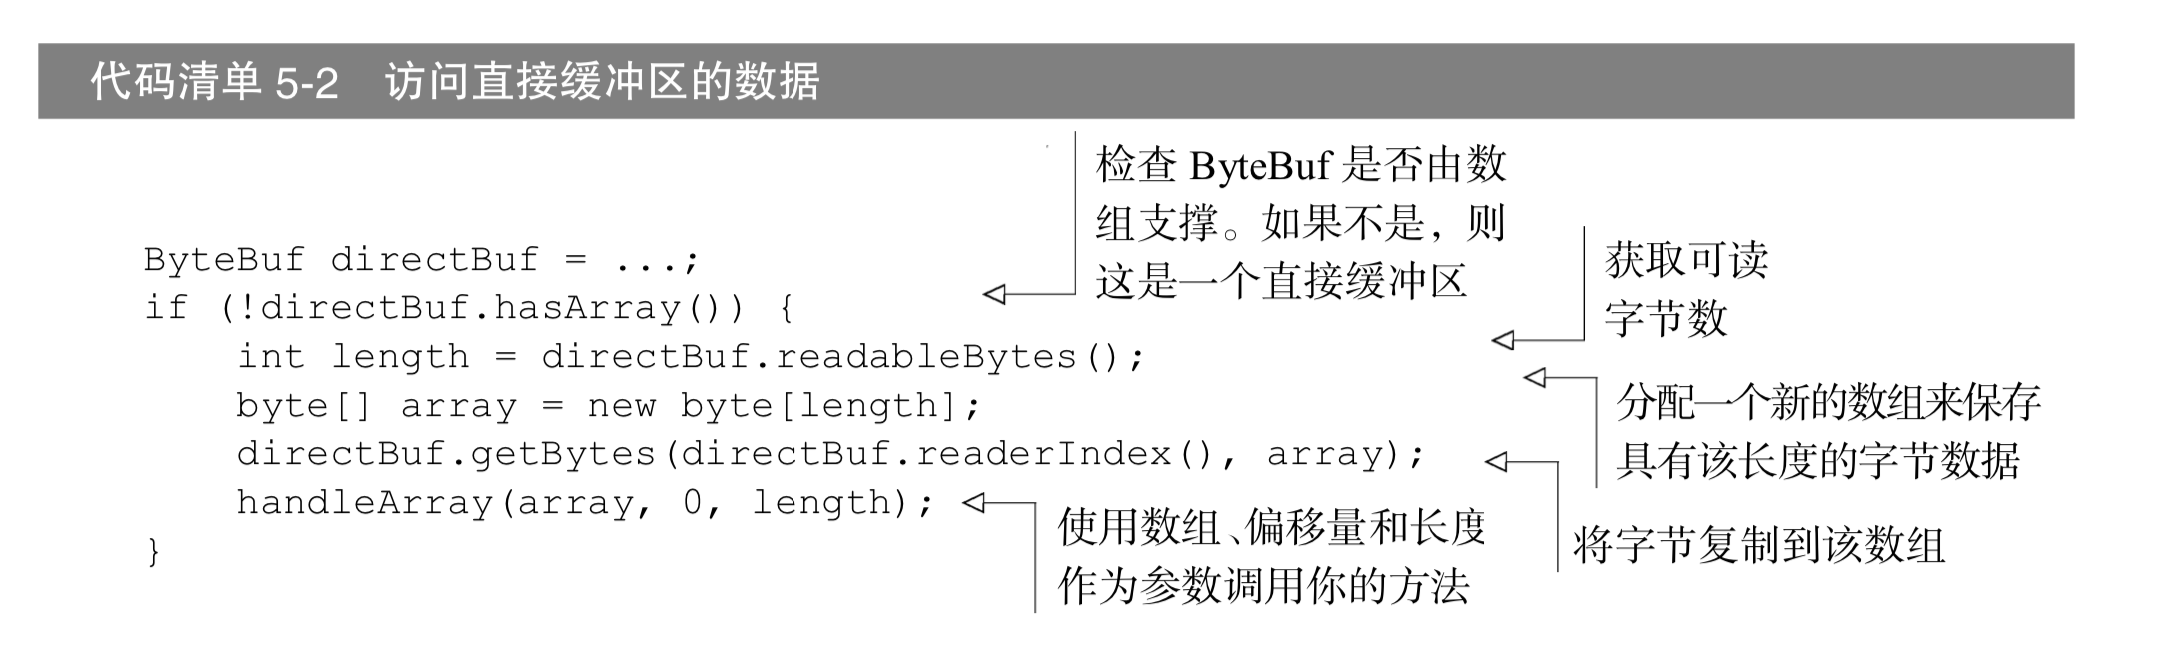 代码清单 5-2 访问直接缓冲区的数据
检查 ByteBuf 是否由数
组支撑。如果不是，则
这是一个直接缓冲区
ByteBuf directBuf = ...;
if (!directBuf.hasArray()) {
获取可读
字节数
int length = directBuf.readableBytes();
byte[] array = new byte[length];
分配一个新的数组来保存
具有该长度的字节数据
directBuf.getBytes(directBuf.readerIndex(), array);
将字节复制到该数组
handleArray(array, 0, length);
使用数组、偏移量和长度
作为参数调用你的方法
}